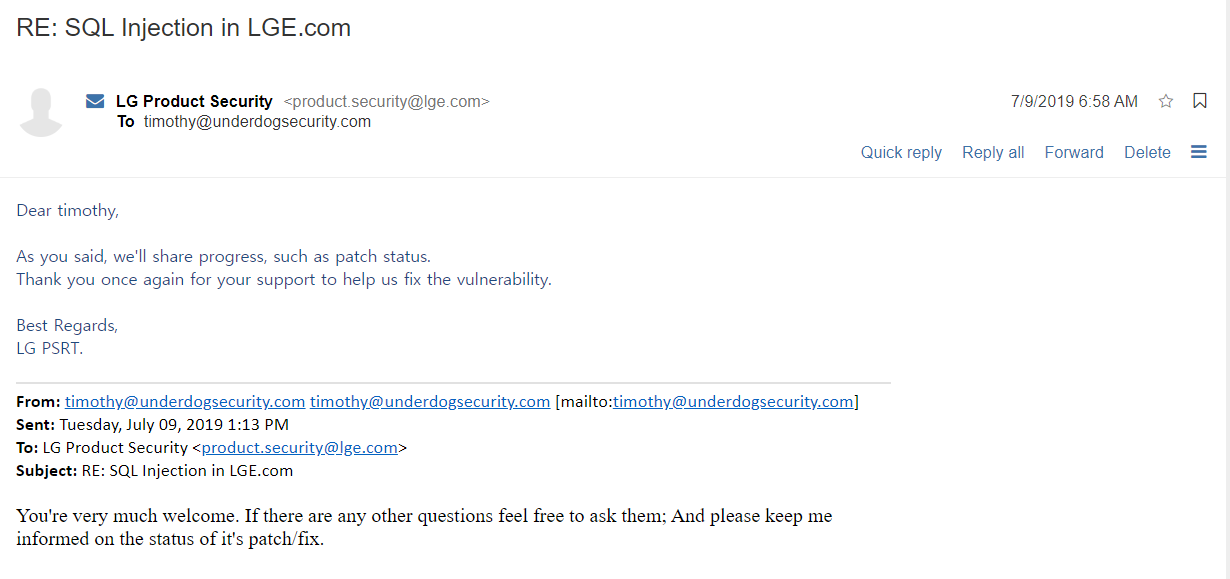 RE: SQL Injection in LGE.com
LG Product Security <product.security@lge.com> 7/9/2019 6:58 AM
To timothy@underdogsecurity.com
Quick reply Reply all Forward Delete
Dear timothy,
As you said, we'll share progress, such as patch status.
Thank you once again for your support to help us fix the vulnerability.
Best Regards,
LG PSRT.
From: timothy@underdogsecurity.com timothy@underdogsecurity.com [mailto:timothy@underdogsecurity.com]
Sent: Tuesday, July 09, 2019 1:13 PM
To: LG Product Security <product.security@lge.com>
Subject: RE: SQL Injection in LGE.com
You're very much welcome. If there are any other questions feel free to ask them; And please keep me
informed on the status of it's patch/fix.